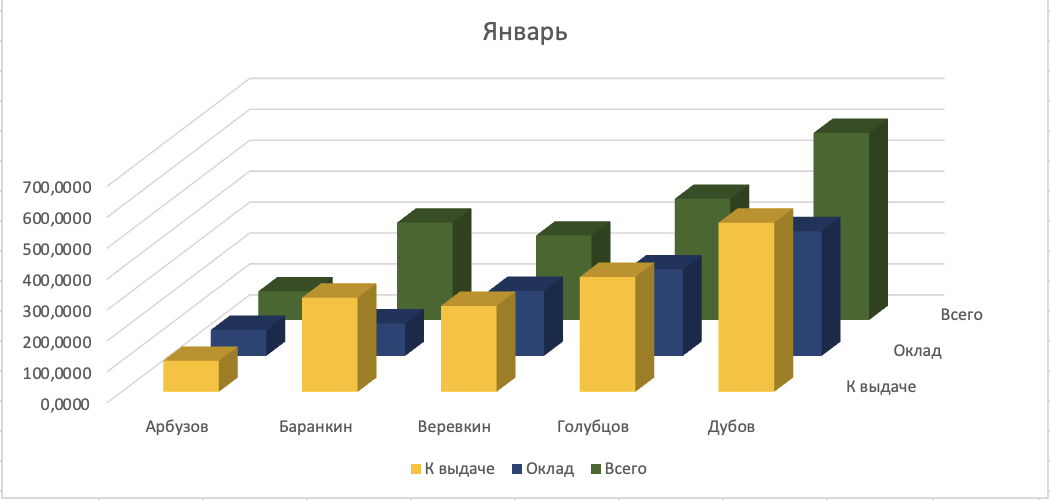 Январь
700,0000
600,0000
500,0000
400,0000
300,0000
200,0000
100,0000
0,0000
Всего
Оклад
К выдаче
Арбузов Баранкин Веревкин Голубцов Дубов
К выдаче Оклад Всего